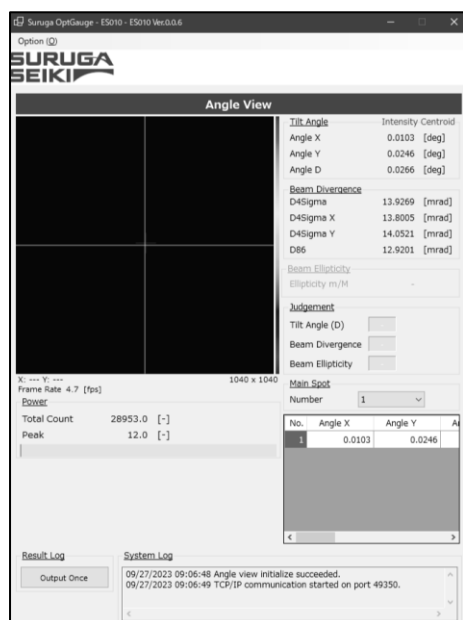 Suruga OptGauge - ES010 - ES010 Ver.0.0.6
Option (O)
SURUGA
SEIKI
Angle View
Tilt Angle Intensity Centroid
Angle X 0.0103 [deg]
Angle Y 0.0246 [deg]
Angle D 0.0266 [deg]
Beam Divergence
D4Sigma 13.9269 [mrad]
D4Sigma X 13.8005 [mrad]
D4Sigma Y 14.0521 [mrad]
D86 12.9201 [mrad]
Beam Ellipticity
Ellipticity m/M -
Judgement
Tilt Angle (D)
Beam Divergence
Beam Ellipticity
X: --- Y: --- 1040 x 1040
Frame Rate 4.7 [fps]
Power
Total Count 28953.0 [-]
Peak 12.0 [-]
Main Spot
Number 1
No. Angle X Angle Y
1 0.0103 0.0246
Result Log
Output Once
System Log
09/27/2023 09:06:48 Angle view initialize succeeded.
09/27/2023 09:06:49 TCP/IP communication started on port 49350.